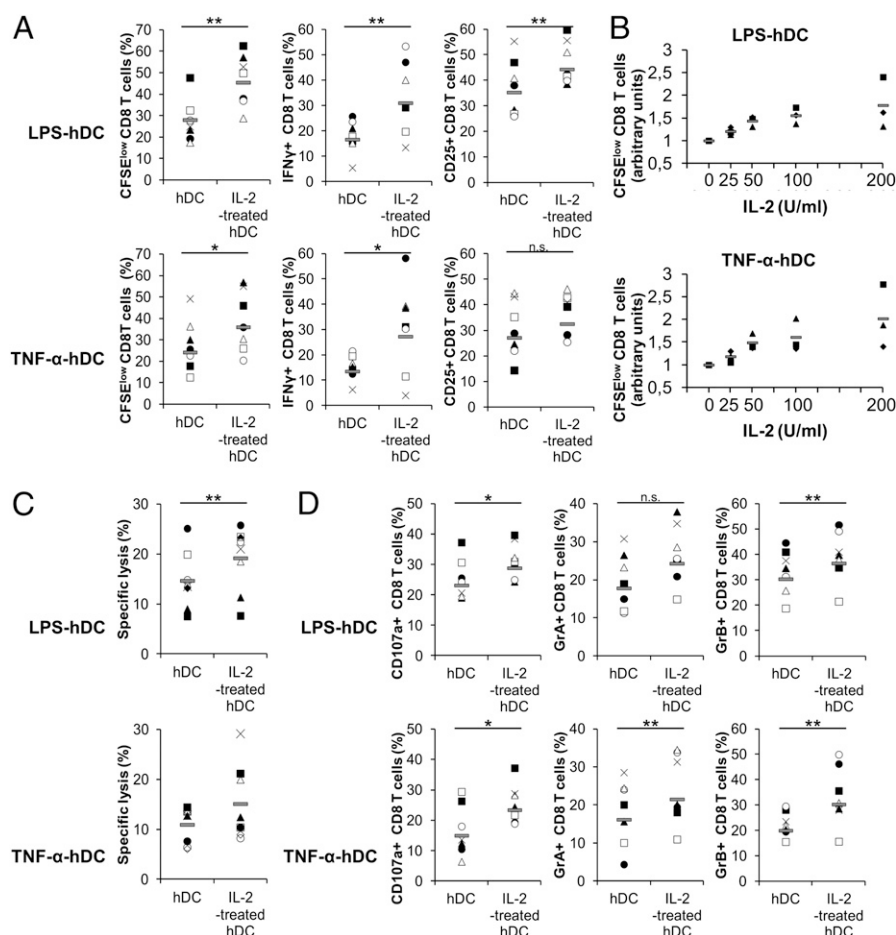 A
LPS-hDC
CFSElow CD8 T cells (%)
70
60
50
40
30
20
10
0
**
hDC
IL-2
-treated
hDC
IFNγ+ CD8 T cells (%)
60
50
40
30
20
10
0
**
hDC
IL-2
-treated
hDC
CD25+ CD8 T cells (%)
60
50
40
30
20
10
0
**
hDC
IL-2
-treated
hDC
TNF-α-hDC
CFSElow CD8T cells (%)
70
60
50
40
30
20
10
0
*
hDC
IL-2
-treated
hDC
IFNγ+ CD8 T cells (%)
60
50
40
30
20
10
0
*
hDC
IL-2
-treated
hDC
CD25+ CD8 T cells (%)
60
50
40
30
20
10
0
n.s.
hDC
IL-2
-treated
hDC
B
LPS-hDC
CFSElow CD8 T cells
(arbitrary units)
3
2,5
2
1,5
1
0,5
0 25 50 100 200
IL-2 (U/ml)
TNF-α-hDC
CFSElow CD8 T cells
(arbitrary units)
3
2,5
2
1,5
1
0,5
0 25 50 100 200
IL-2 (U/ml)
C
LPS-hDC
Specific lysis (%)
30
20
10
0
**
hDC
IL-2
-treated
hDC
TNF-α-hDC
Specific lysis (%)
30
20
10
0
hDC
IL-2
-treated
hDC
D
LPS-hDC
CD107a+ CD8 T cells (%)
50
40
30
20
10
0
*
hDC
IL-2
-treated
hDC
GrA+ CD8 T cells (%)
40
30
20
10
0
n.s.
hDC
IL-2
-treated
hDC
GrB+ CD8 T cells (%)
60
50
40
30
20
10
0
**
hDC
IL-2
-treated
hDC
TNF-α-hDC
CD107a+ CD8 T cells (%)
50
40
30
20
10
0
*
hDC
IL-2
-treated
hDC
GrA+ CD8 T cells (%)
40
30
20
10
0
**
hDC
IL-2
-treated
hDC
GrB+ CD8 T cells (%)
60
50
40
30
20
10
0
**
hDC
IL-2
-treated
hDC